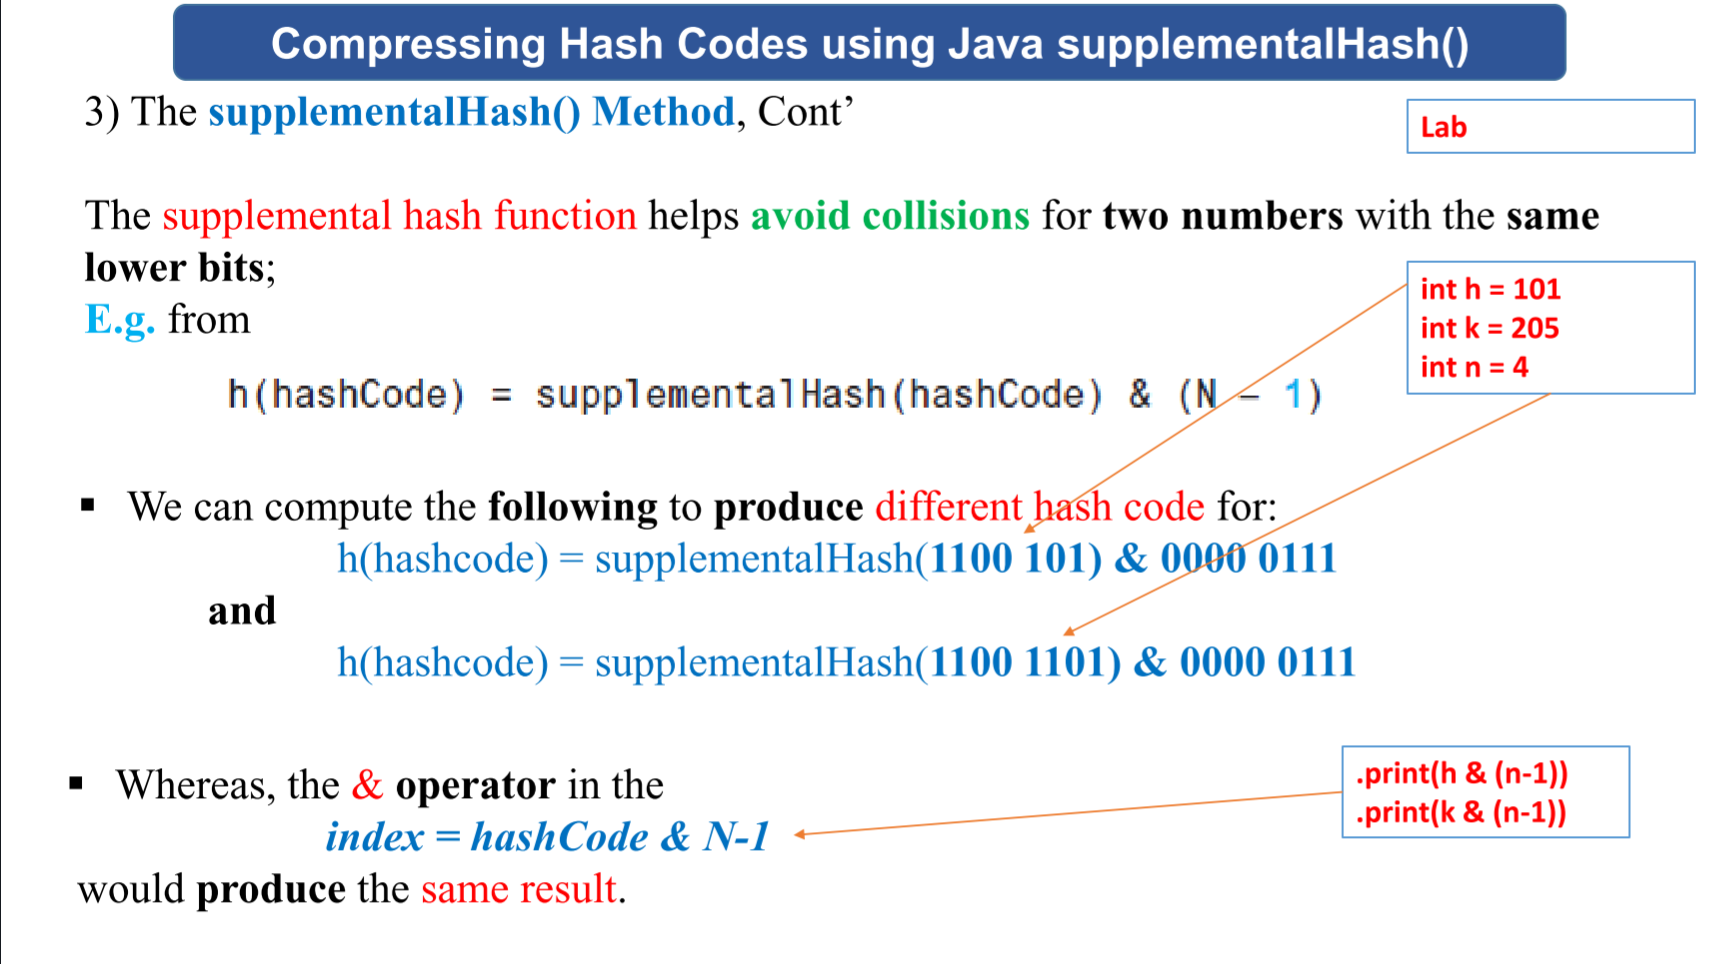 Compressing Hash Codes using Java supplementalHash()
3) The supplementalHash() Method, Cont’
Lab
The supplemental hash function helps avoid collisions for two numbers with the same
lower bits;
E.g. from
int h = 101
int k = 205
int n = 4
h(hashCode) = supplementalHash(hashCode) & (N – 1)
▪ We can compute the following to produce different hash code for:
h(hashcode) = supplementalHash(1100 101) & 0000 0111
and
h(hashcode) = supplementalHash(1100 1101) & 0000 0111
▪ Whereas, the & operator in the
index = hashCode & N-1
would produce the same result.
.print(h & (n-1))
.print(k & (n-1))